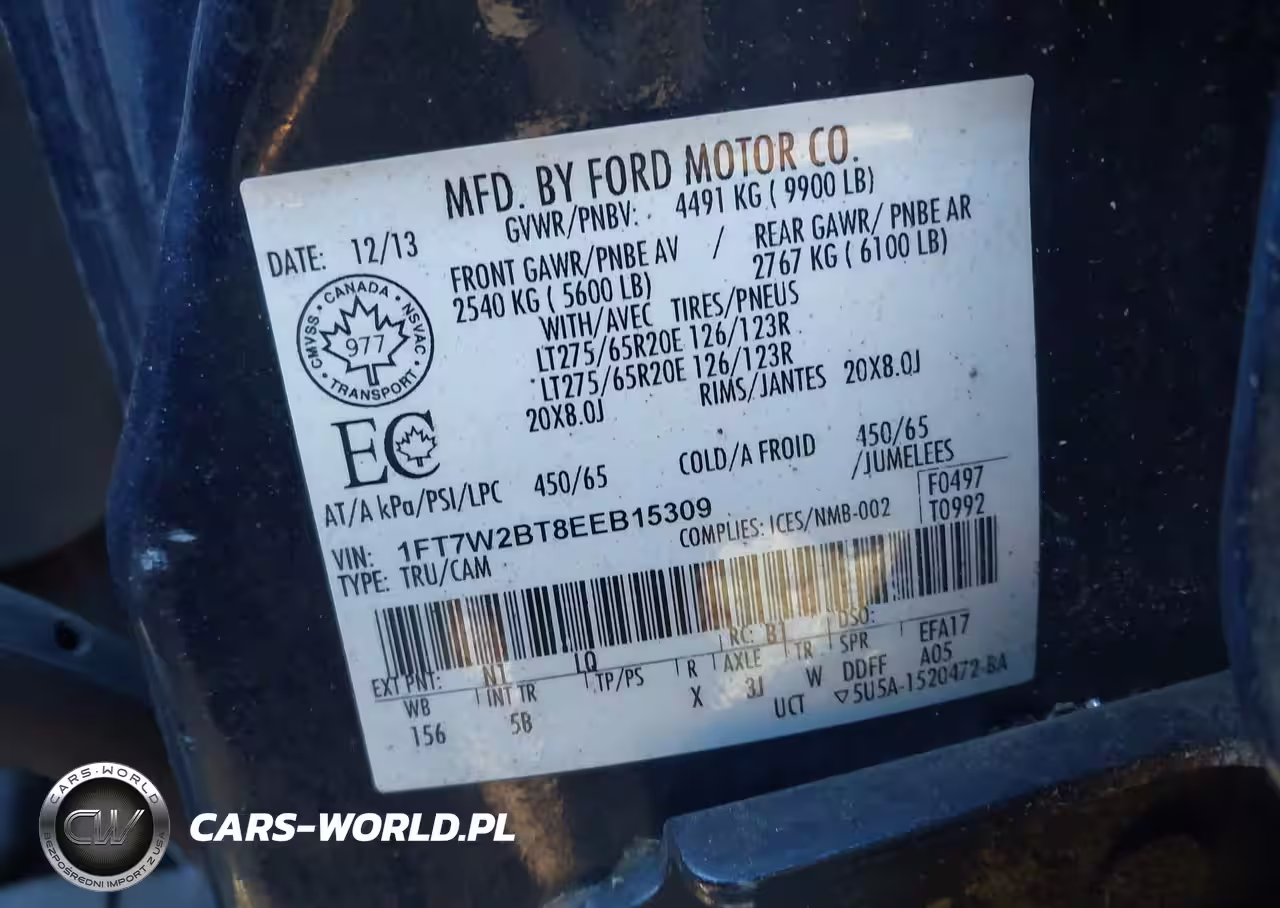 MFD. BY FORD MOTOR CO.
DATE: 12/13
GVWR/PNBV: 4491 KG ( 9900 LB)
FRONT GAWR/PNBE AV / REAR GAWR/ PNBE AR
2540 KG ( 5600 LB) 2767 KG ( 6100 LB)
WITH/AVEC TIRES/PNEUS
LT275/65R20E 126/123R
LT275/65R20E 126/123R
20X8.0J RIMS/JANTES 20X8.0J
CANADA
CMVSS NSVAC
977
TRANSPORT
EC
AT/A kPa/PSI/LPC 450/65 COLD/A FROID 450/65
/JUMELEES
VIN: 1FT7W2BT8EEB15309 F0497
COMPLIES: ICES/NMB-002 T0992
TYPE: TRU/CAM
EXT PNT: N1 LQ RC: B1 DSO:
WB INT TR TP/PS R AXLE TR SPR EFA17
156 5B X 3J W DDFF A05
UCT 5U5A-1520472-BA
CARS-WORLD
CW
BEZPOŚREDNI IMPORT Z USA
CARS-WORLD.PL